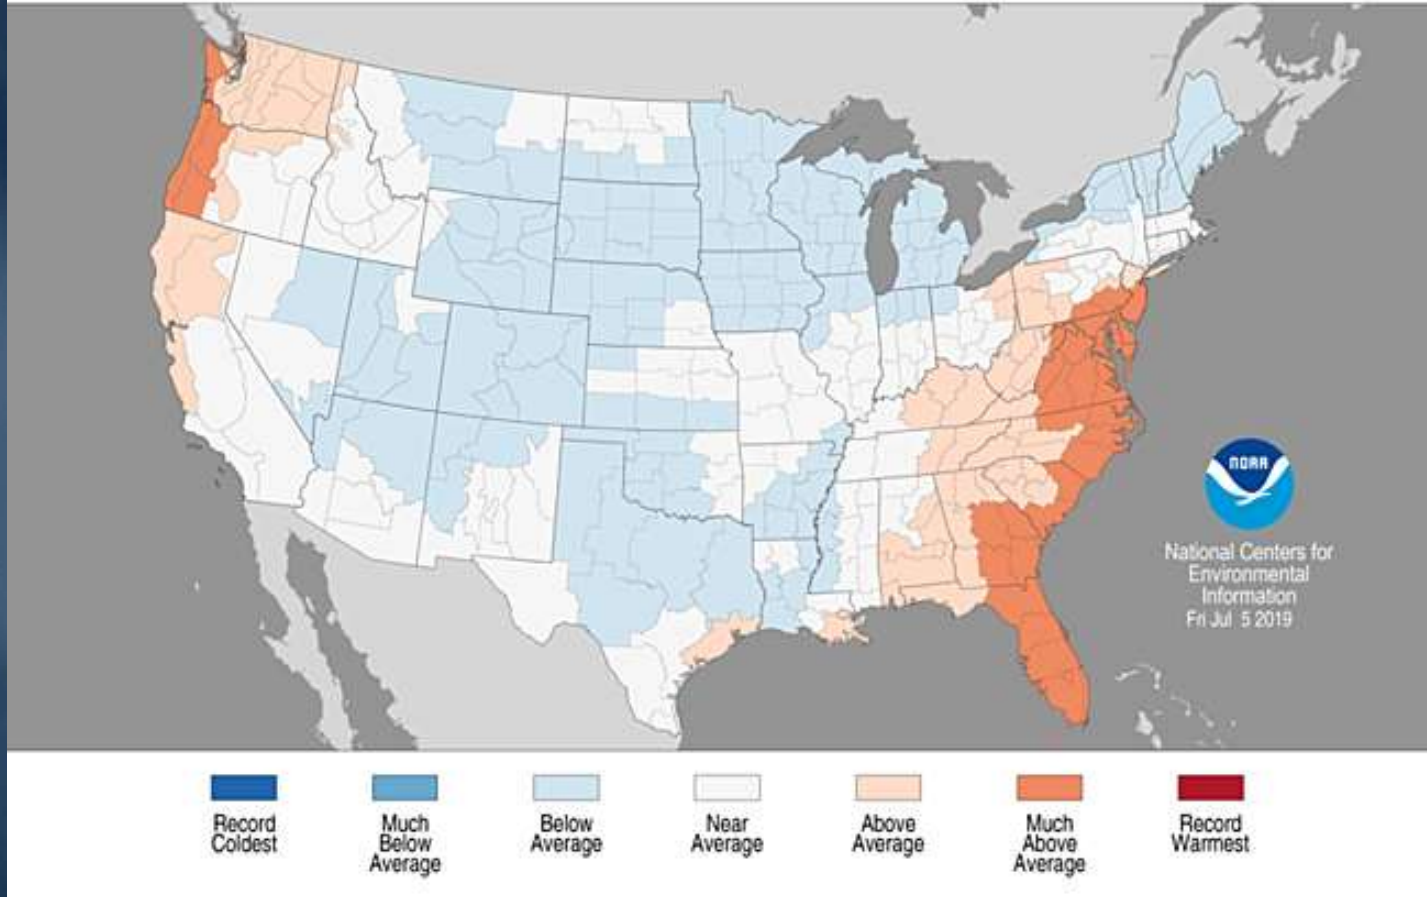 NOAA
National Centers for
Environmental
Information
Fri Jul 5 2019
Record
Coldest
Much
Below
Average
Below
Average
Near
Average
Above
Average
Much
Above
Average
Record
Warmest